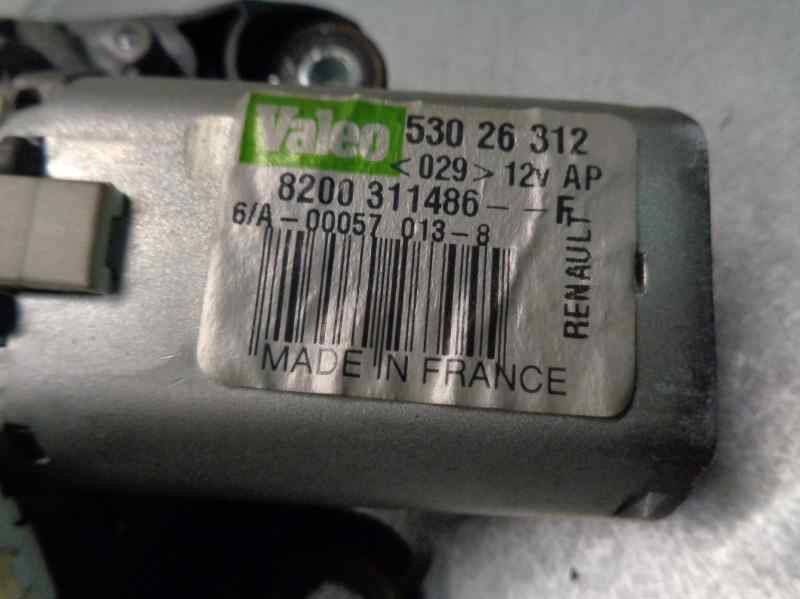 Valeo 530 26 312
<029> 12v AP
8200 311486--F
6/A-00057 013-8
RENAULT
MADE IN FRANCE